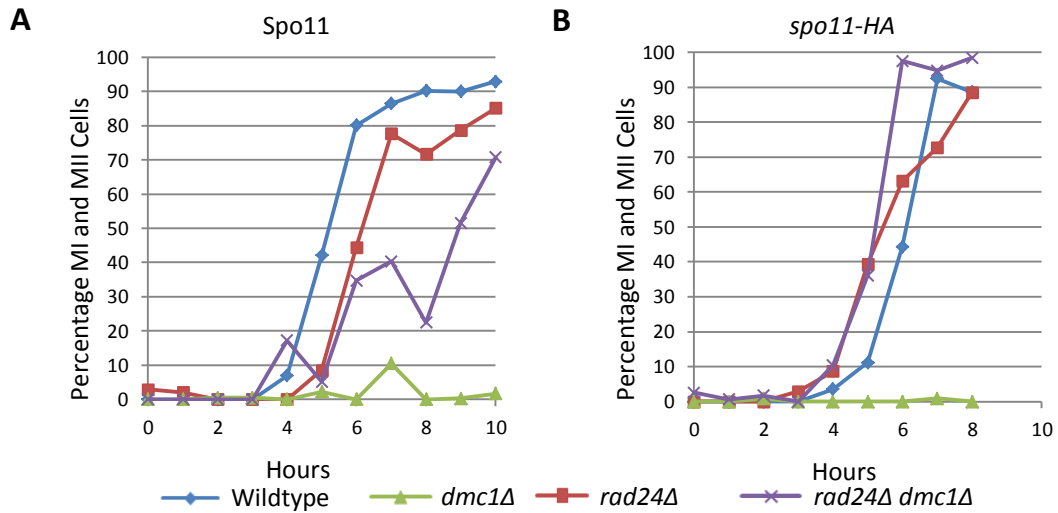 A
Spo11
Percentage MI and MII Cells
100
90
80
70
60
50
40
30
20
10
0
0 2 4 6 8 10
Hours
B
spo11-HA
Percentage MI and MII Cells
100
90
80
70
60
50
40
30
20
10
0
0 2 4 6 8 10
Hours
Wildtype dmc1Δ rad24Δ rad24Δ dmc1Δ